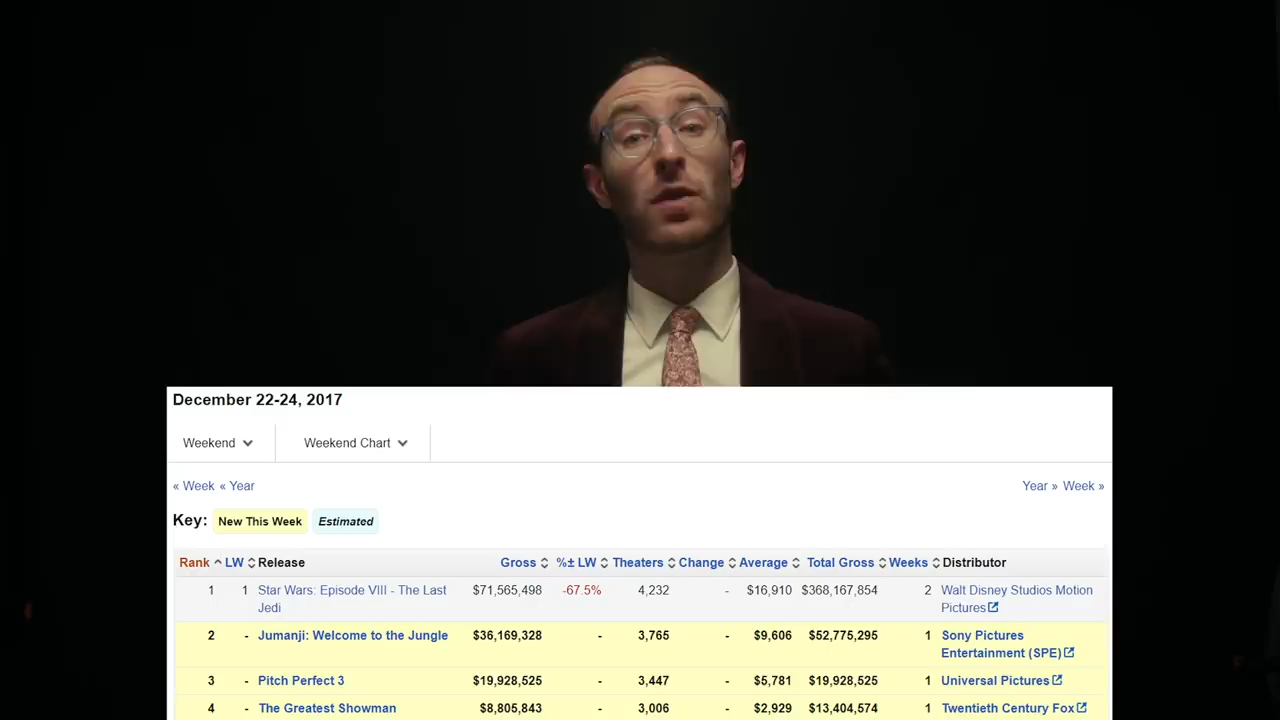 December 22-24, 2017
Weekend Weekend Chart
« Week « Year Year » Week »
Key: New This Week Estimated
Rank LW Release Gross %± LW Theaters Change Average Total Gross Weeks Distributor
1 1 Star Wars: Episode VIII - The Last $71,565,498 -67.5% 4,232 - $16,910 $368,167,854 2 Walt Disney Studios Motion
Jedi Pictures
2 - Jumanji: Welcome to the Jungle $36,169,328 - 3,765 - $9,606 $52,775,295 1 Sony Pictures
Entertainment (SPE)
3 - Pitch Perfect 3 $19,928,525 - 3,447 - $5,781 $19,928,525 1 Universal Pictures
4 - The Greatest Showman $8,805,843 - 3,006 - $2,929 $13,404,574 1 Twentieth Century Fox